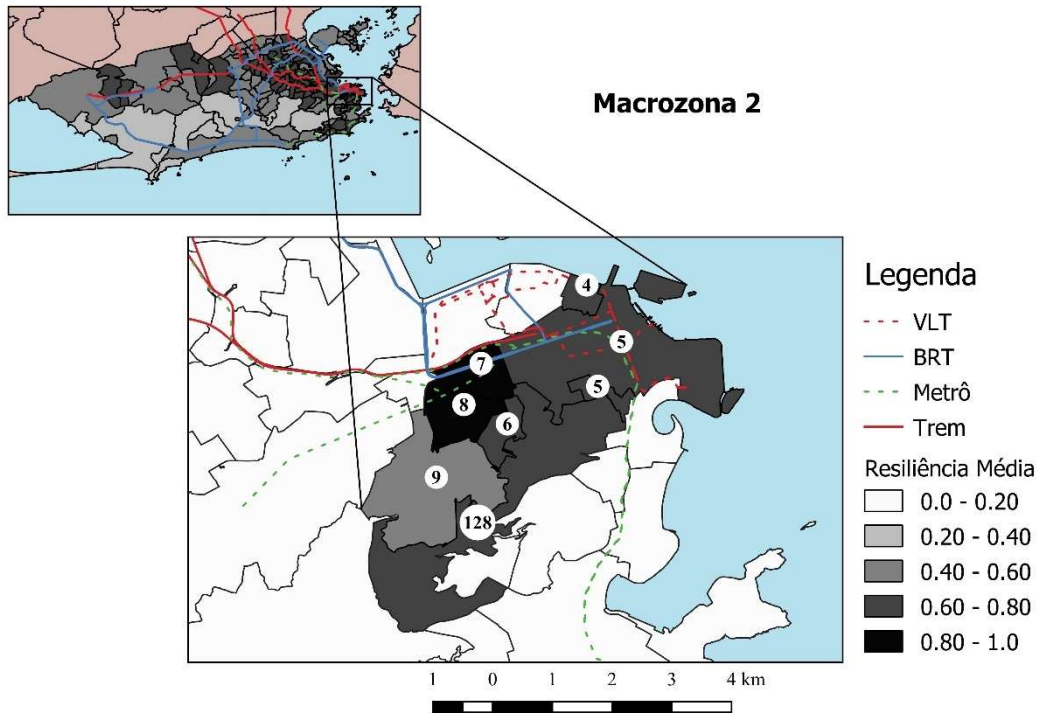 Macrozona 2
4
5
7
5
8
6
9
128
Legenda
VLT
BRT
Metrô
Trem
Resiliência Média
0.0 - 0.20
0.20 - 0.40
0.40 - 0.60
0.60 - 0.80
0.80 - 1.0
1 0 1 2 3 4 km